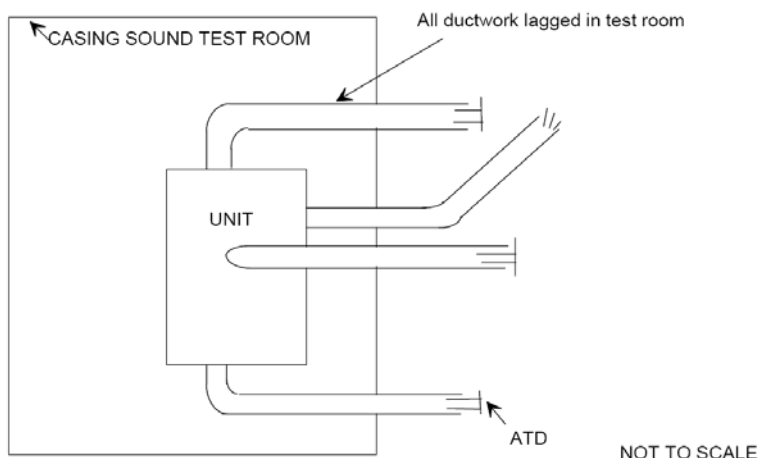 All ductwork lagged in test room
CASING SOUND TEST ROOM
UNIT
ATD
NOT TO SCALE